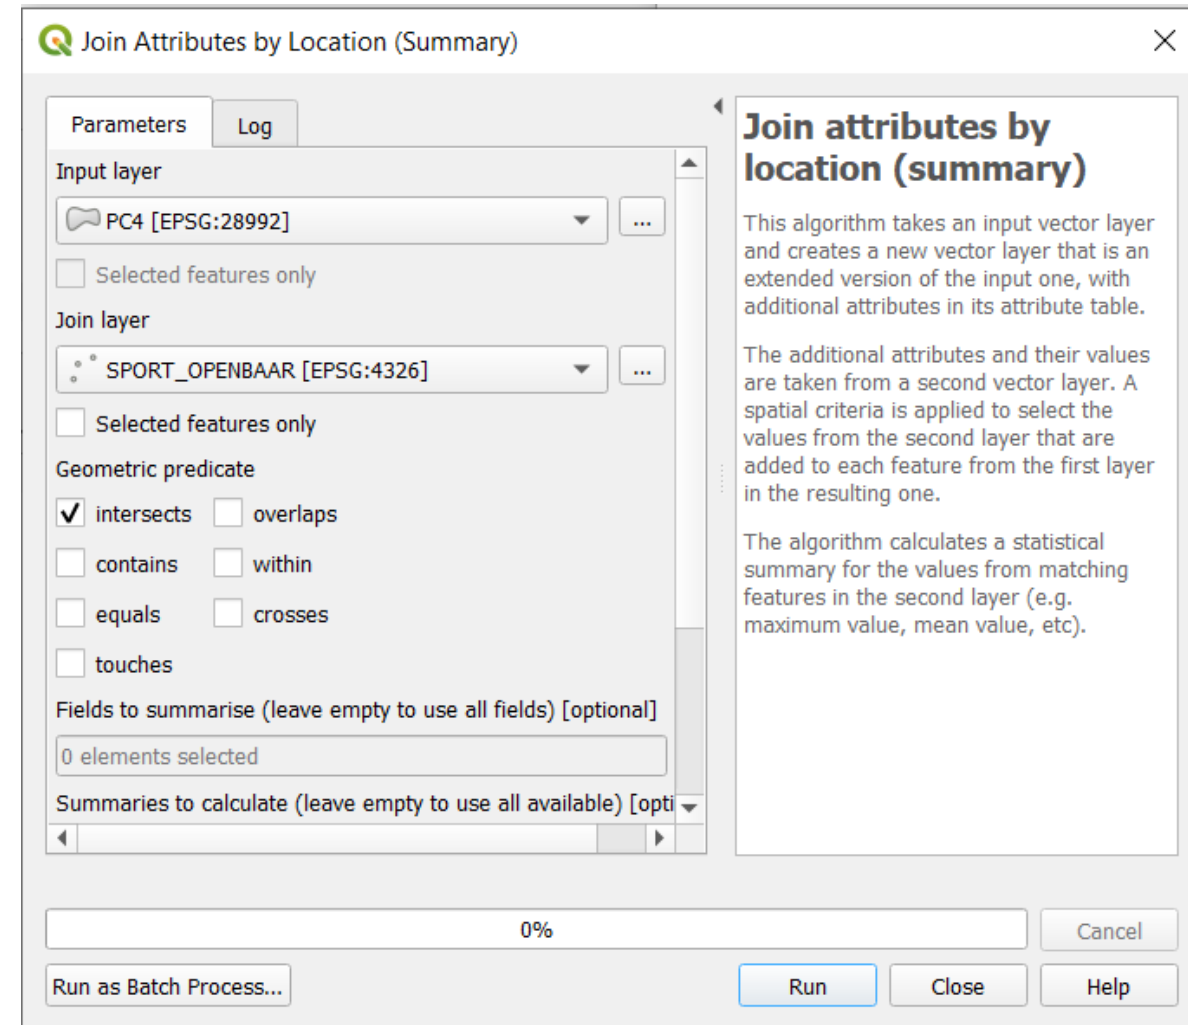 Join Attributes by Location (Summary)
Parameters
Log
Input layer
PC4 [EPSG:28992]
...
Selected features only
Join layer
SPORT_OPENBAAR [EPSG:4326]
...
Selected features only
Geometric predicate
intersects
overlaps
contains
within
equals
crosses
touches
Fields to summarise (leave empty to use all fields) [optional]
0 elements selected
Summaries to calculate (leave empty to use all available) [opti
Join attributes by
location (summary)
This algorithm takes an input vector layer
and creates a new vector layer that is an
extended version of the input one, with
additional attributes in its attribute table.
The additional attributes and their values
are taken from a second vector layer. A
spatial criteria is applied to select the
values from the second layer that are
added to each feature from the first layer
in the resulting one.
The algorithm calculates a statistical
summary for the values from matching
features in the second layer (e.g.
maximum value, mean value, etc).
0%
Cancel
Run as Batch Process...
Run
Close
Help